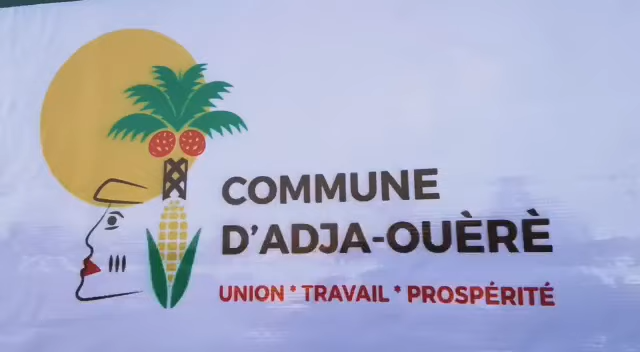 COMMUNE
D'ADJA-OUÈRÈ
UNION * TRAVAIL * PROSPÉRITÉ